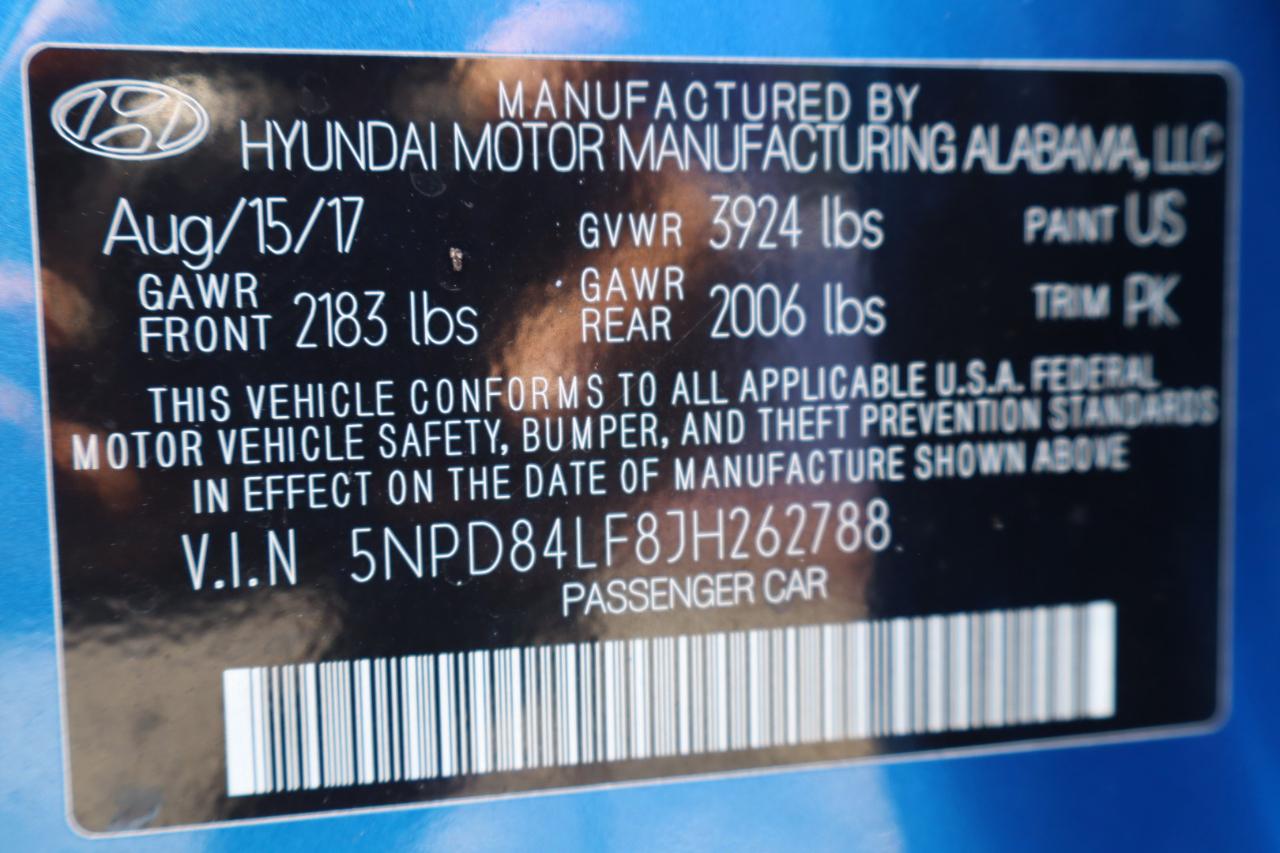 MANUFACTURED BY
HYUNDAI MOTOR MANUFACTURING ALABAMA, LLC
Aug/15/17 GVWR 3924 lbs PAINT US
GAWR FRONT 2183 lbs GAWR REAR 2006 lbs TRIM PK
THIS VEHICLE CONFORMS TO ALL APPLICABLE U.S.A. FEDERAL
MOTOR VEHICLE SAFETY, BUMPER, AND THEFT PREVENTION STANDARDS
IN EFFECT ON THE DATE OF MANUFACTURE SHOWN ABOVE
V.I.N 5NPD84LF8JH262788
PASSENGER CAR